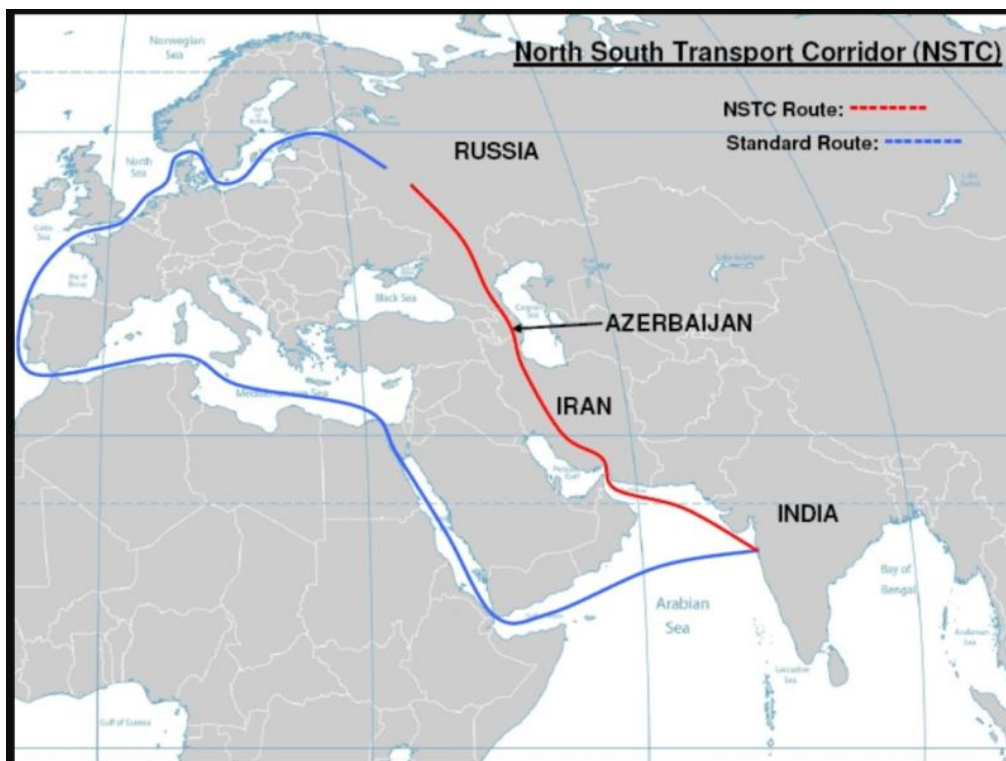 Norwegian
Sea
North South Transport Corridor (NSTC)
NSTC Route:
Standard Route:
RUSSIA
North
Sea
Celtic
Sea
Bay of
Black Sea
Caspian
Sea
Lake
AZERBAIJAN
Mediterranean Sea
IRAN
Persian
INDIA
Bay of
Bengal
Arabian
Sea
Andaman
Sea
Laccadive
Sea
Gulf of Guinea